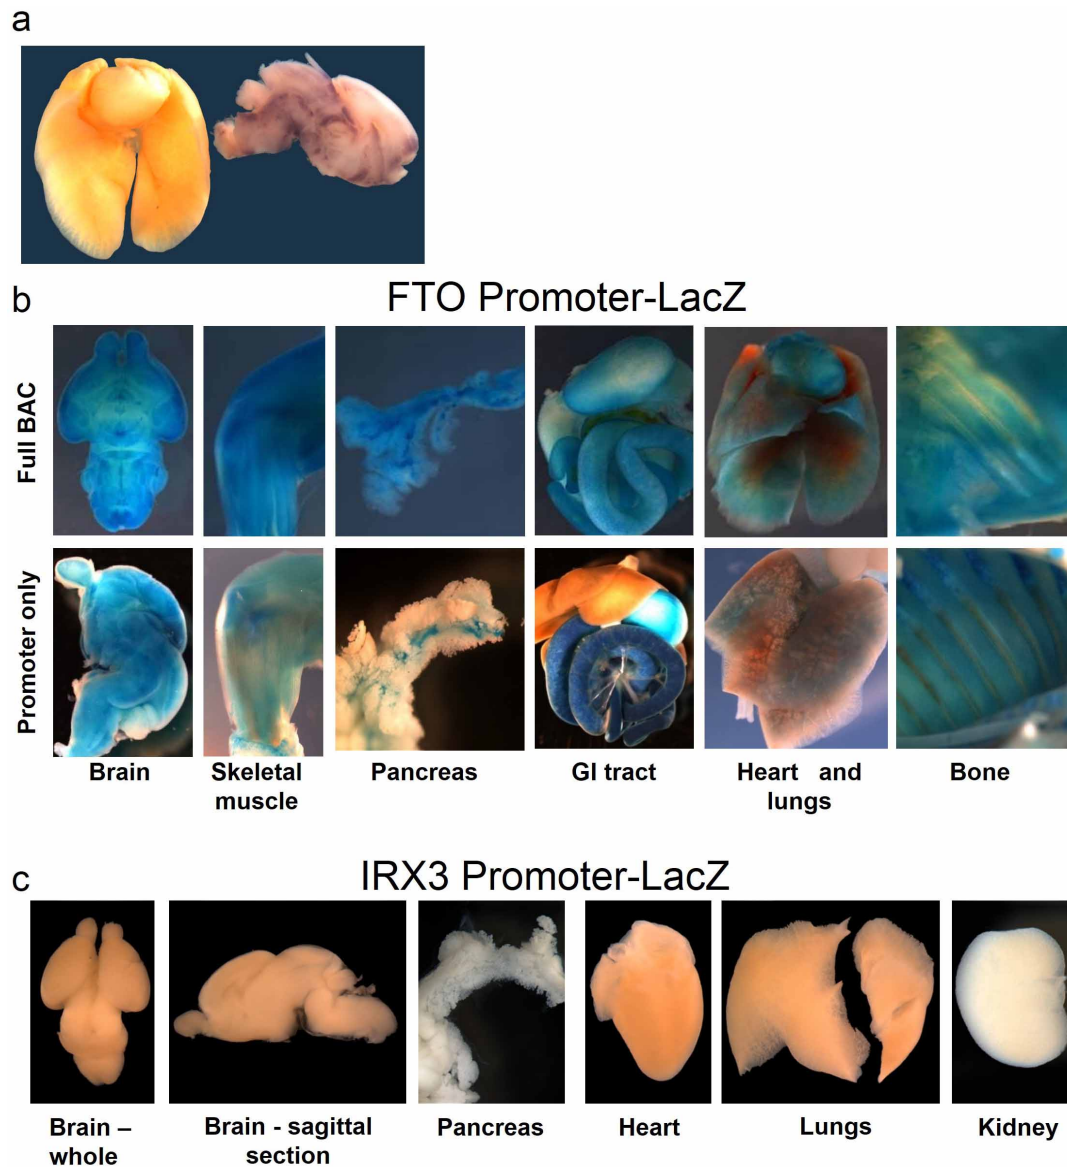 a
b
FTO Promoter-LacZ
Full BAC
Promoter only
Brain
Skeletal
muscle
Pancreas
GI tract
Heart and
lungs
Bone
c
IRX3 Promoter-LacZ
Brain –
whole
Brain - sagittal
section
Pancreas
Heart
Lungs
Kidney